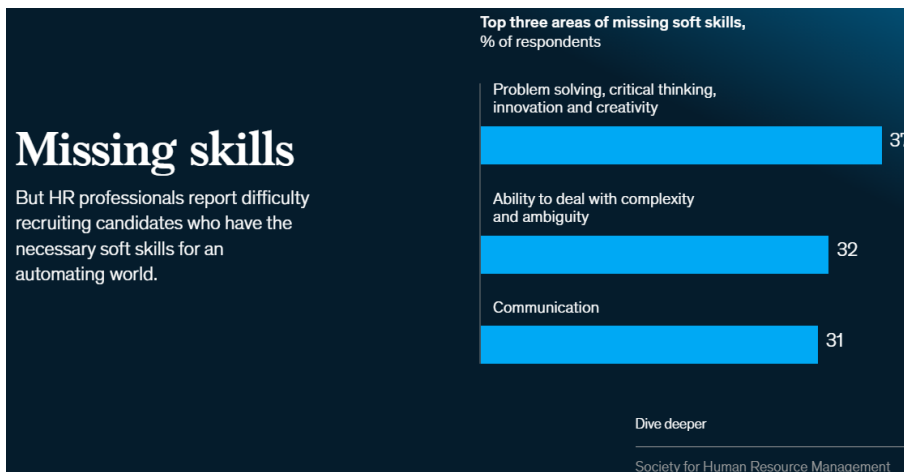 Top three areas of missing soft skills,
% of respondents
Missing skills
But HR professionals report difficulty
recruiting candidates who have the
necessary soft skills for an
automating world.
Problem solving, critical thinking,
innovation and creativity
37
Ability to deal with complexity
and ambiguity
32
Communication
31
Dive deeper
Society for Human Resource Management